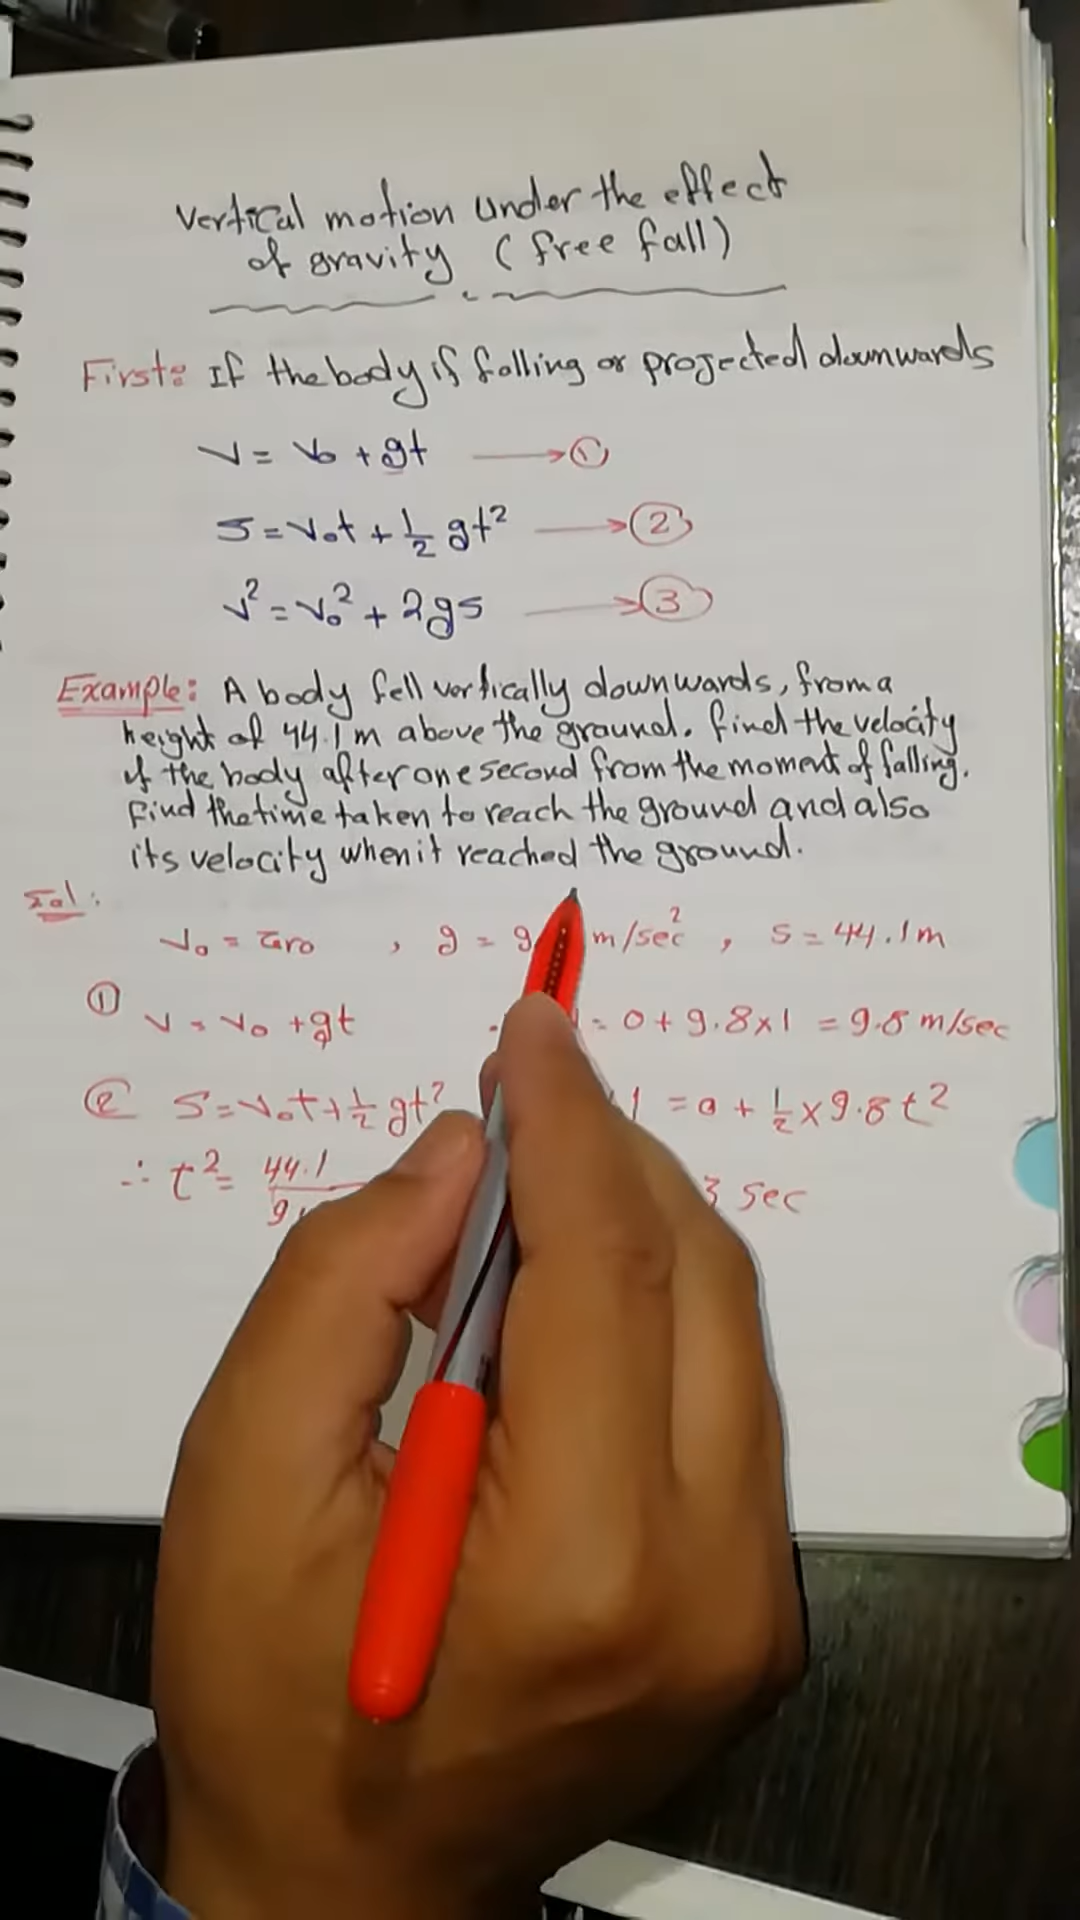 Vertical motion under the effect
of gravity (free fall)
First: If the body if falling or projected downwards
V = V₀ + gt → ①
S = V₀t + 1/2 gt² → ②
V² = V₀² + 2gs → ③
Example: A body fell vertically downwards, from a
height of 44.1 m above the ground. find the velocity
of the body after one second from the moment of falling.
Find the time taken to reach the ground and also
its velocity when it reached the ground.
Sol:
V₀ = Zero , g = 9 m/sec² , S = 44.1 m
① V = V₀ + gt = 0 + 9.8 × 1 = 9.8 m/sec
② S = V₀t + 1/2 gt² 1 = 0 + 1/2 × 9.8 t²
∴ t² = 44.1 3 sec